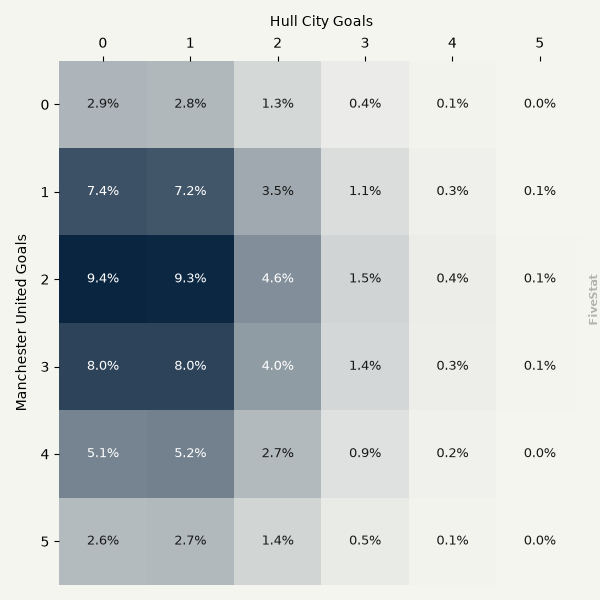 Hull City Goals
0 1 2 3 4 5
0 2.9% 2.8% 1.3% 0.4% 0.1% 0.0%
1 7.4% 7.2% 3.5% 1.1% 0.3% 0.1%
2 9.4% 9.3% 4.6% 1.5% 0.4% 0.1%
3 8.0% 8.0% 4.0% 1.4% 0.3% 0.1%
4 5.1% 5.2% 2.7% 0.9% 0.2% 0.0%
5 2.6% 2.7% 1.4% 0.5% 0.1% 0.0%
Manchester United Goals
FiveStat